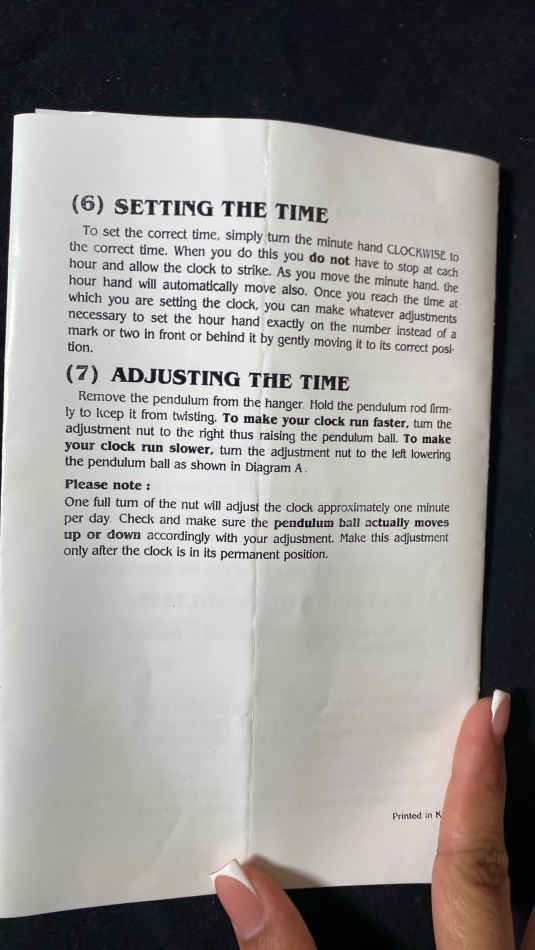 (6) SETTING THE TIME
To set the correct time, simply turn the minute hand CLOCKWISE to
the correct time. When you do this you do not have to stop at each
hour and allow the clock to strike. As you move the minute hand, the
hour hand will automatically move also. Once you reach the time at
which you are setting the clock, you can make whatever adjustments
necessary to set the hour hand exactly on the number instead of a
mark or two in front or behind it by gently moving it to its correct posi-
tion.
(7) ADJUSTING THE TIME
Remove the pendulum from the hanger. Hold the pendulum rod firm-
ly to keep it from twisting. To make your clock run faster, turn the
adjustment nut to the right thus raising the pendulum ball. To make
your clock run slower, turn the adjustment nut to the left lowering
the pendulum ball as shown in Diagram A.
Please note :
One full turn of the nut will adjust the clock approximately one minute
per day. Check and make sure the pendulum ball actually moves
up or down accordingly with your adjustment. Make this adjustment
only after the clock is in its permanent position.
Printed in K